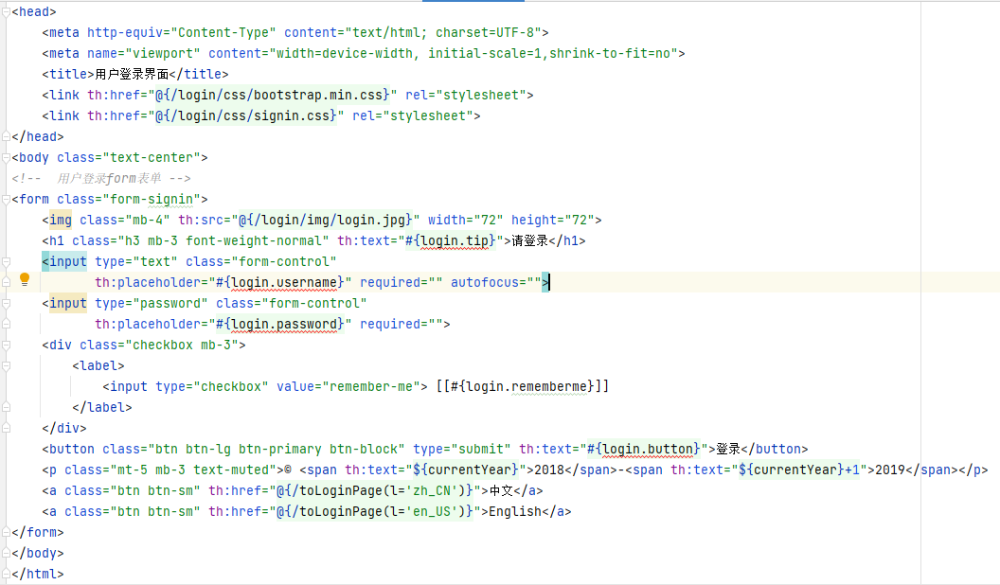 <head>
    <meta http-equiv="Content-Type" content="text/html; charset=UTF-8">
    <meta name="viewport" content="width=device-width, initial-scale=1,shrink-to-fit=no">
    <title>用户登录界面</title>
    <link th:href="@{/login/css/bootstrap.min.css}" rel="stylesheet">
    <link th:href="@{/login/css/signin.css}" rel="stylesheet">
</head>
<body class="text-center">
<!--  用户登录form表单 -->
<form class="form-signin">
    <img class="mb-4" th:src="@{/login/img/login.jpg}" width="72" height="72">
    <h1 class="h3 mb-3 font-weight-normal" th:text="#{login.tip}">请登录</h1>
    <input type="text" class="form-control"
           th:placeholder="#{login.username}" required="" autofocus="">
    <input type="password" class="form-control"
           th:placeholder="#{login.password}" required="">
    <div class="checkbox mb-3">
        <label>
            <input type="checkbox" value="remember-me"> [[#{login.rememberme}]]
        </label>
    </div>
    <button class="btn btn-lg btn-primary btn-block" type="submit" th:text="#{login.button}">登录</button>
    <p class="mt-5 mb-3 text-muted">© <span th:text="${currentYear}">2018</span>-<span th:text="${currentYear}+1">2019</span></p>
    <a class="btn btn-sm" th:href="@{/toLoginPage(l='zh_CN')}">中文</a>
    <a class="btn btn-sm" th:href="@{/toLoginPage(l='en_US')}">English</a>
</form>
</body>
</html>